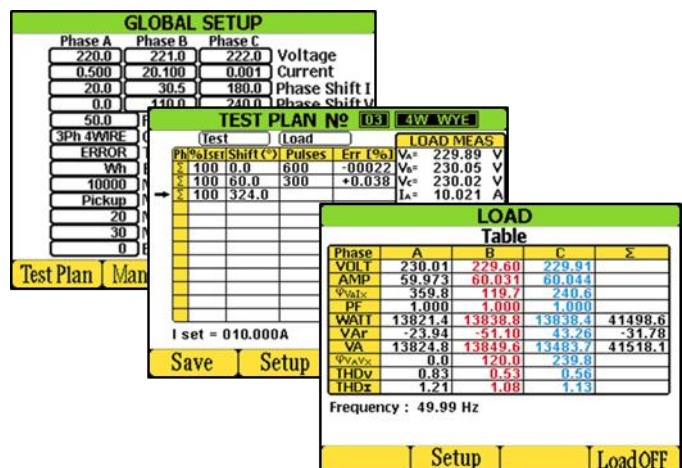 GLOBAL SETUP
Phase A Phase B Phase C
220.0 221.0 222.0 Voltage
0.500 20.100 0.001 Current
20.0 30.5 180.0 Phase Shift I
0.0 110.0 240.0 Phase Shift V
50.0
3Ph 4WIRE
ERROR
Wh
10000
Pickup
20
30
0
Test Plan
TEST PLAN Nº 03 4W WYE
Test Load LOAD MEAS
Ph %ISET Shift (°) Pulses Err [%]
Σ 100 0.0 600 -00022
Σ 100 60.0 300 +0.038
Σ 100 324.0
VA= 229.89 V
VB= 230.05 V
VC= 230.02 V
IA= 10.021 A
I set = 010.000A
Save Setup
LOAD
Table
Phase A B C Σ
VOLT 230.01 229.60 229.91
AMP 59.973 60.031 60.044
φVAIX 359.8 119.7 240.6
PF 1.000 1.000 1.000
WATT 13821.4 13838.8 13838.4 41498.6
VAr -23.94 -51.10 43.26 -31.78
VA 13824.8 13849.6 13483.7 41518.1
φVAVX 0.0 120.0 239.8
THDV 0.83 0.53 0.56
THDI 1.21 1.08 1.13
Frequency : 49.99 Hz
Setup LoadOFF